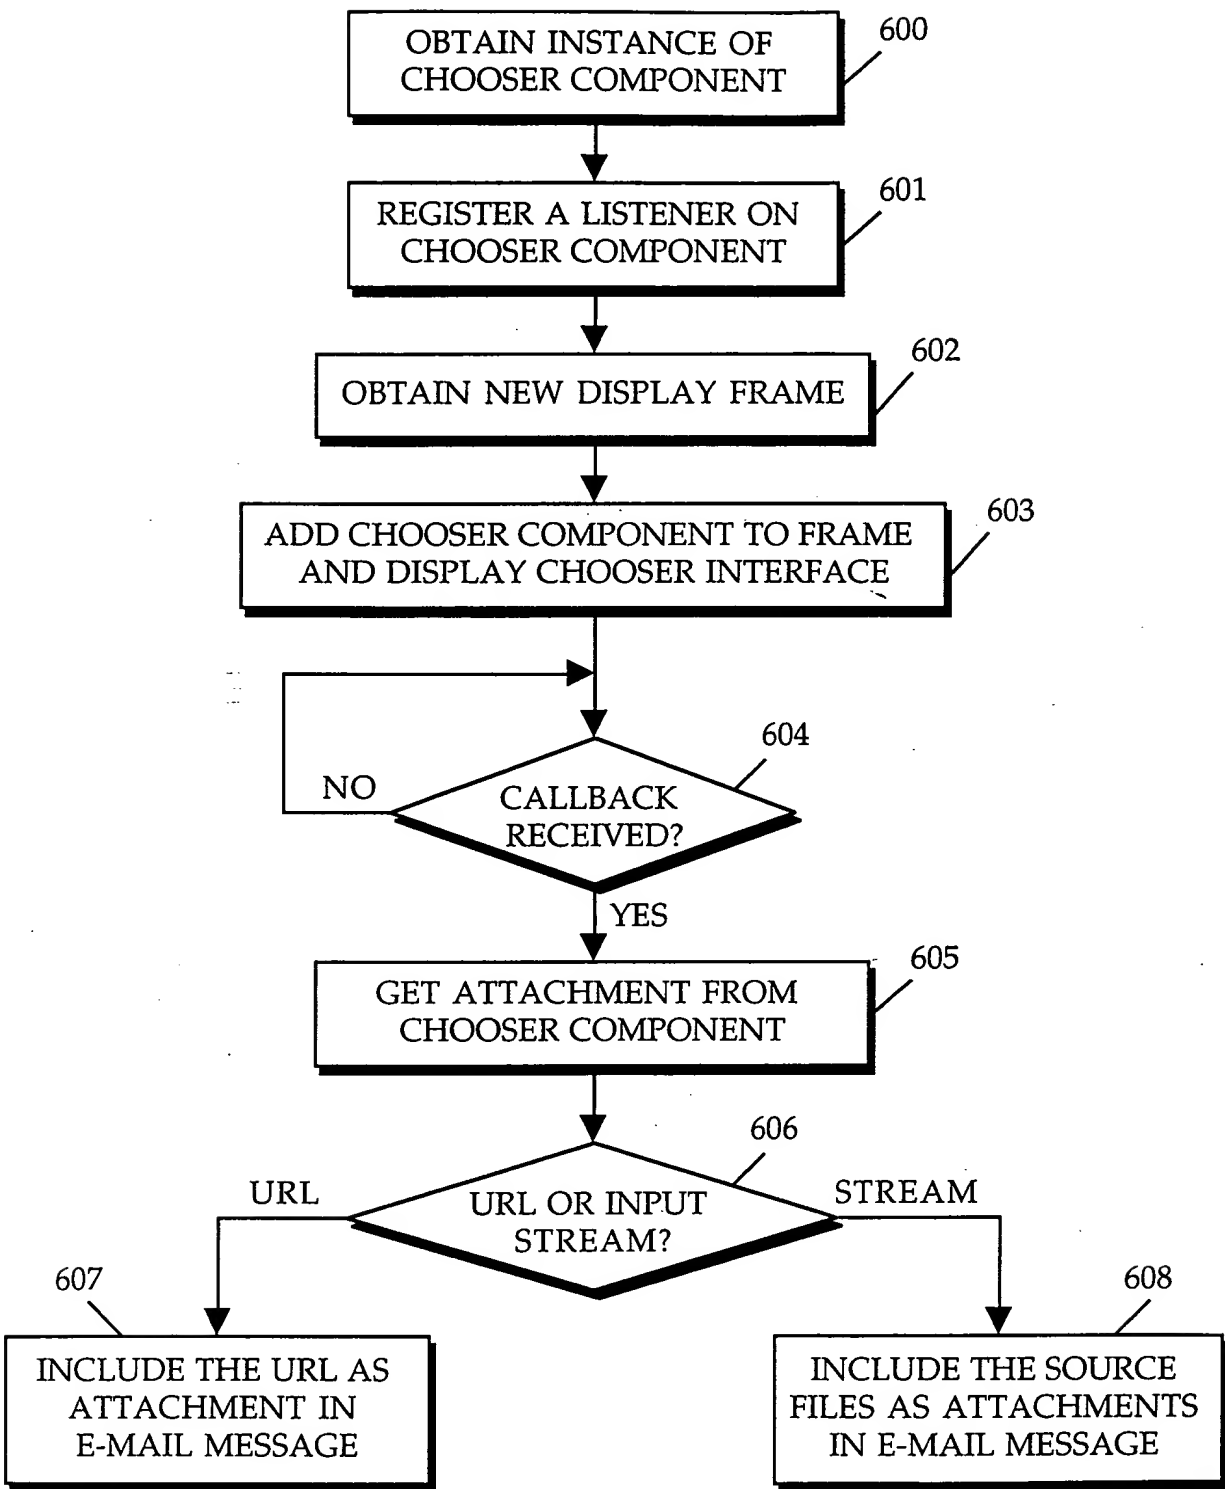 OBTAIN INSTANCE OF
CHOOSER COMPONENT
600
REGISTER A LISTENER ON
CHOOSER COMPONENT
601
OBTAIN NEW DISPLAY FRAME
602
ADD CHOOSER COMPONENT TO FRAME
AND DISPLAY CHOOSER INTERFACE
603
604
NO
CALLBACK
RECEIVED?
YES
605
GET ATTACHMENT FROM
CHOOSER COMPONENT
606
URL
URL OR INPUT
STREAM?
STREAM
607
INCLUDE THE URL AS
ATTACHMENT IN
E-MAIL MESSAGE
608
INCLUDE THE SOURCE
FILES AS ATTACHMENTS
IN E-MAIL MESSAGE